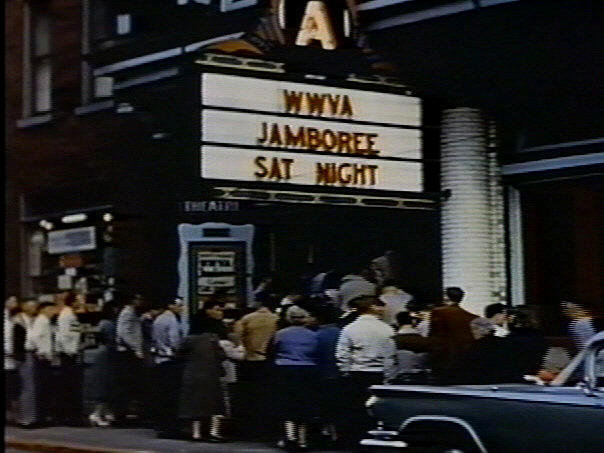 A
WWVA
JAMBOREE
SAT NIGHT
THEATRE